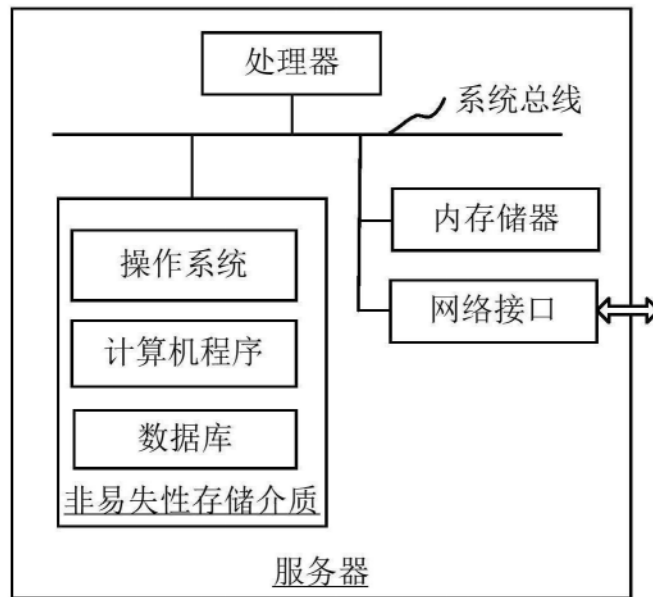 处理器
系统总线
内存储器
操作系统
网络接口
计算机程序
数据库
非易失性存储介质
服务器